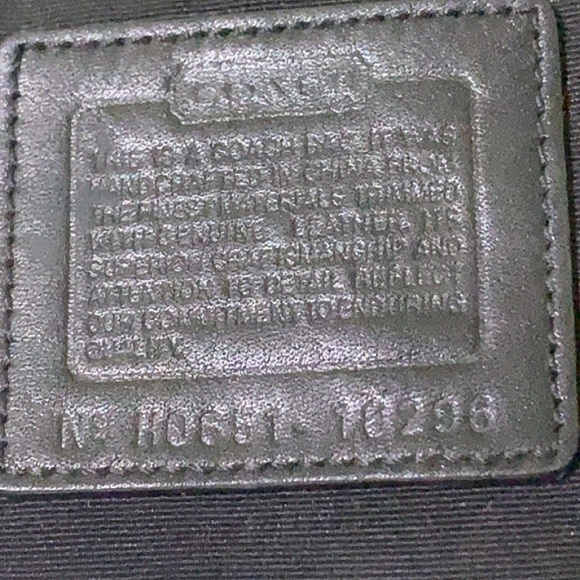 COACH
THIS IS A COACH BAG. IT WAS
HANDCRAFTED IN CHINA FROM
THE FINEST MATERIALS TRIMMED
WITH GENUINE LEATHER. ITS
SUPERIOR CRAFTSMANSHIP AND
ATTENTION TO DETAIL REFLECT
OUR COMMITMENT TO ENDURING
QUALITY.
Nº 10296